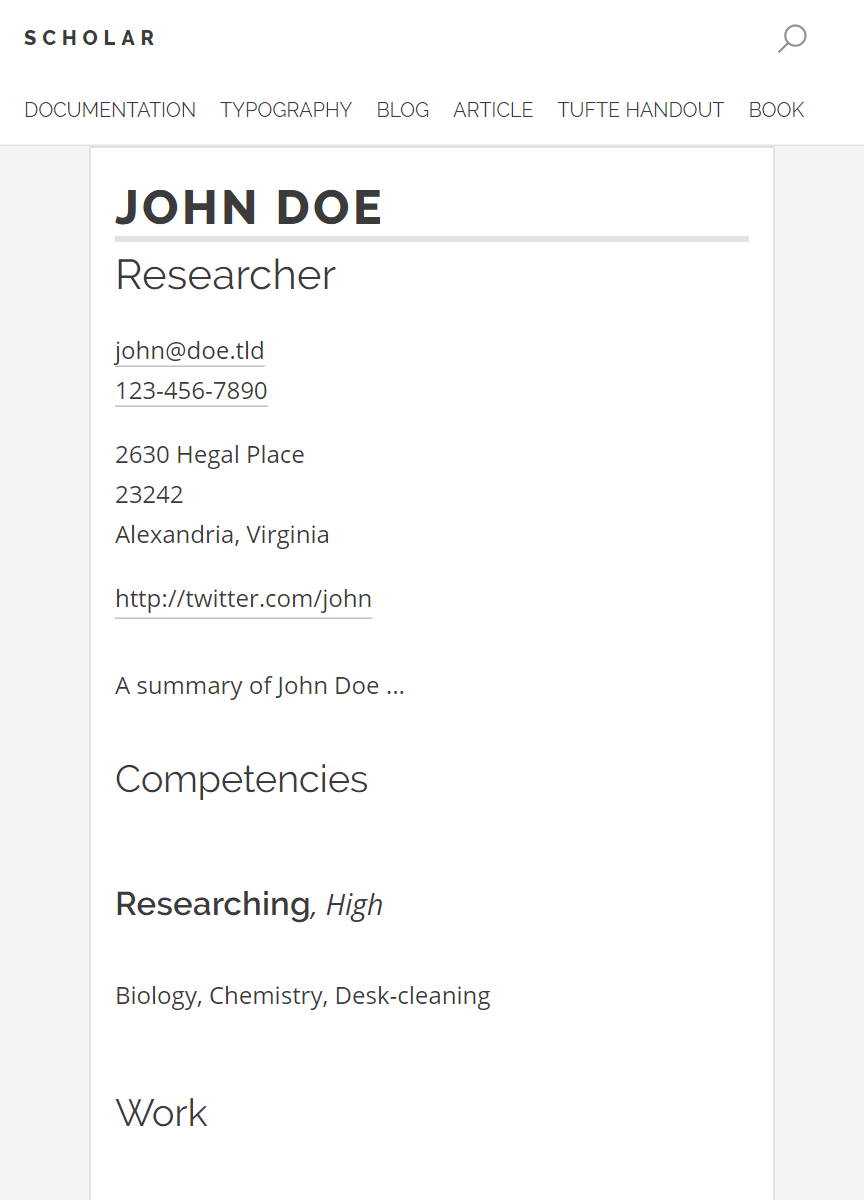 SCHOLAR
DOCUMENTATION TYPOGRAPHY BLOG ARTICLE TUFTE HANDOUT BOOK
JOHN DOE
Researcher
john@doe.tld
123-456-7890
2630 Hegal Place
23242
Alexandria, Virginia
http://twitter.com/john
A summary of John Doe ...
Competencies
Researching, High
Biology, Chemistry, Desk-cleaning
Work